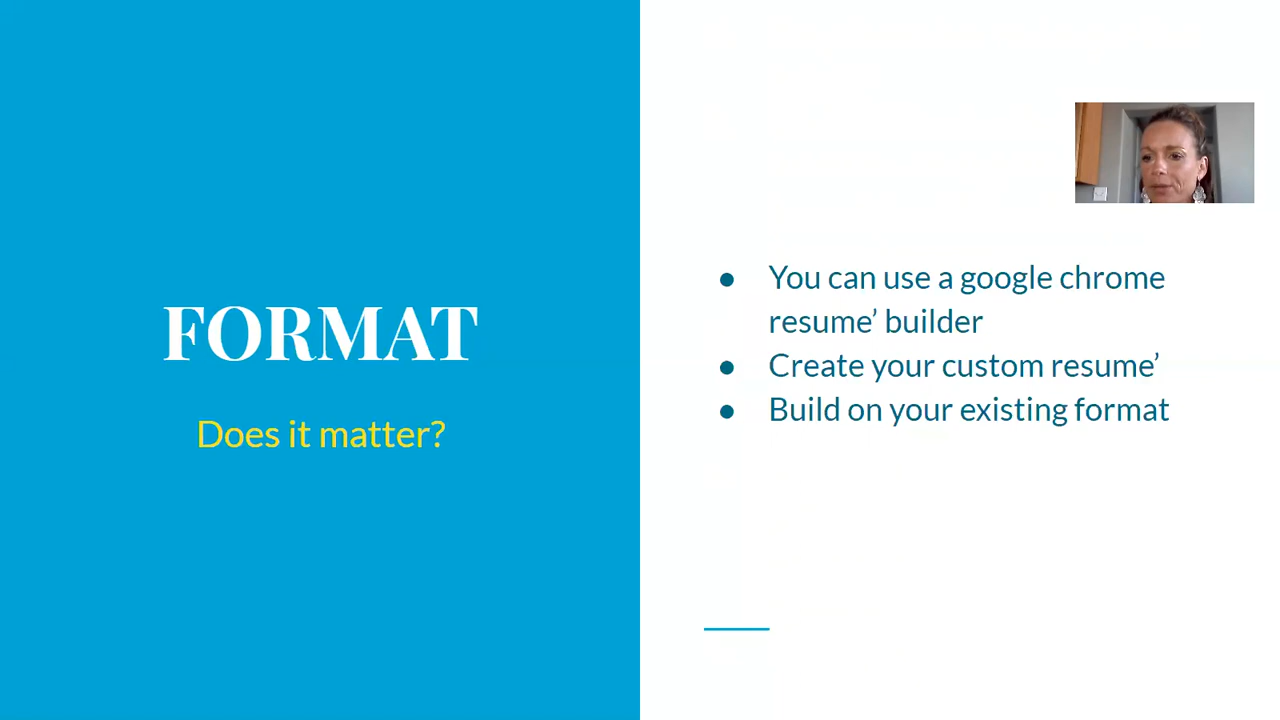 FORMAT
Does it matter?
● You can use a google chrome
resume’ builder
● Create your custom resume’
● Build on your existing format